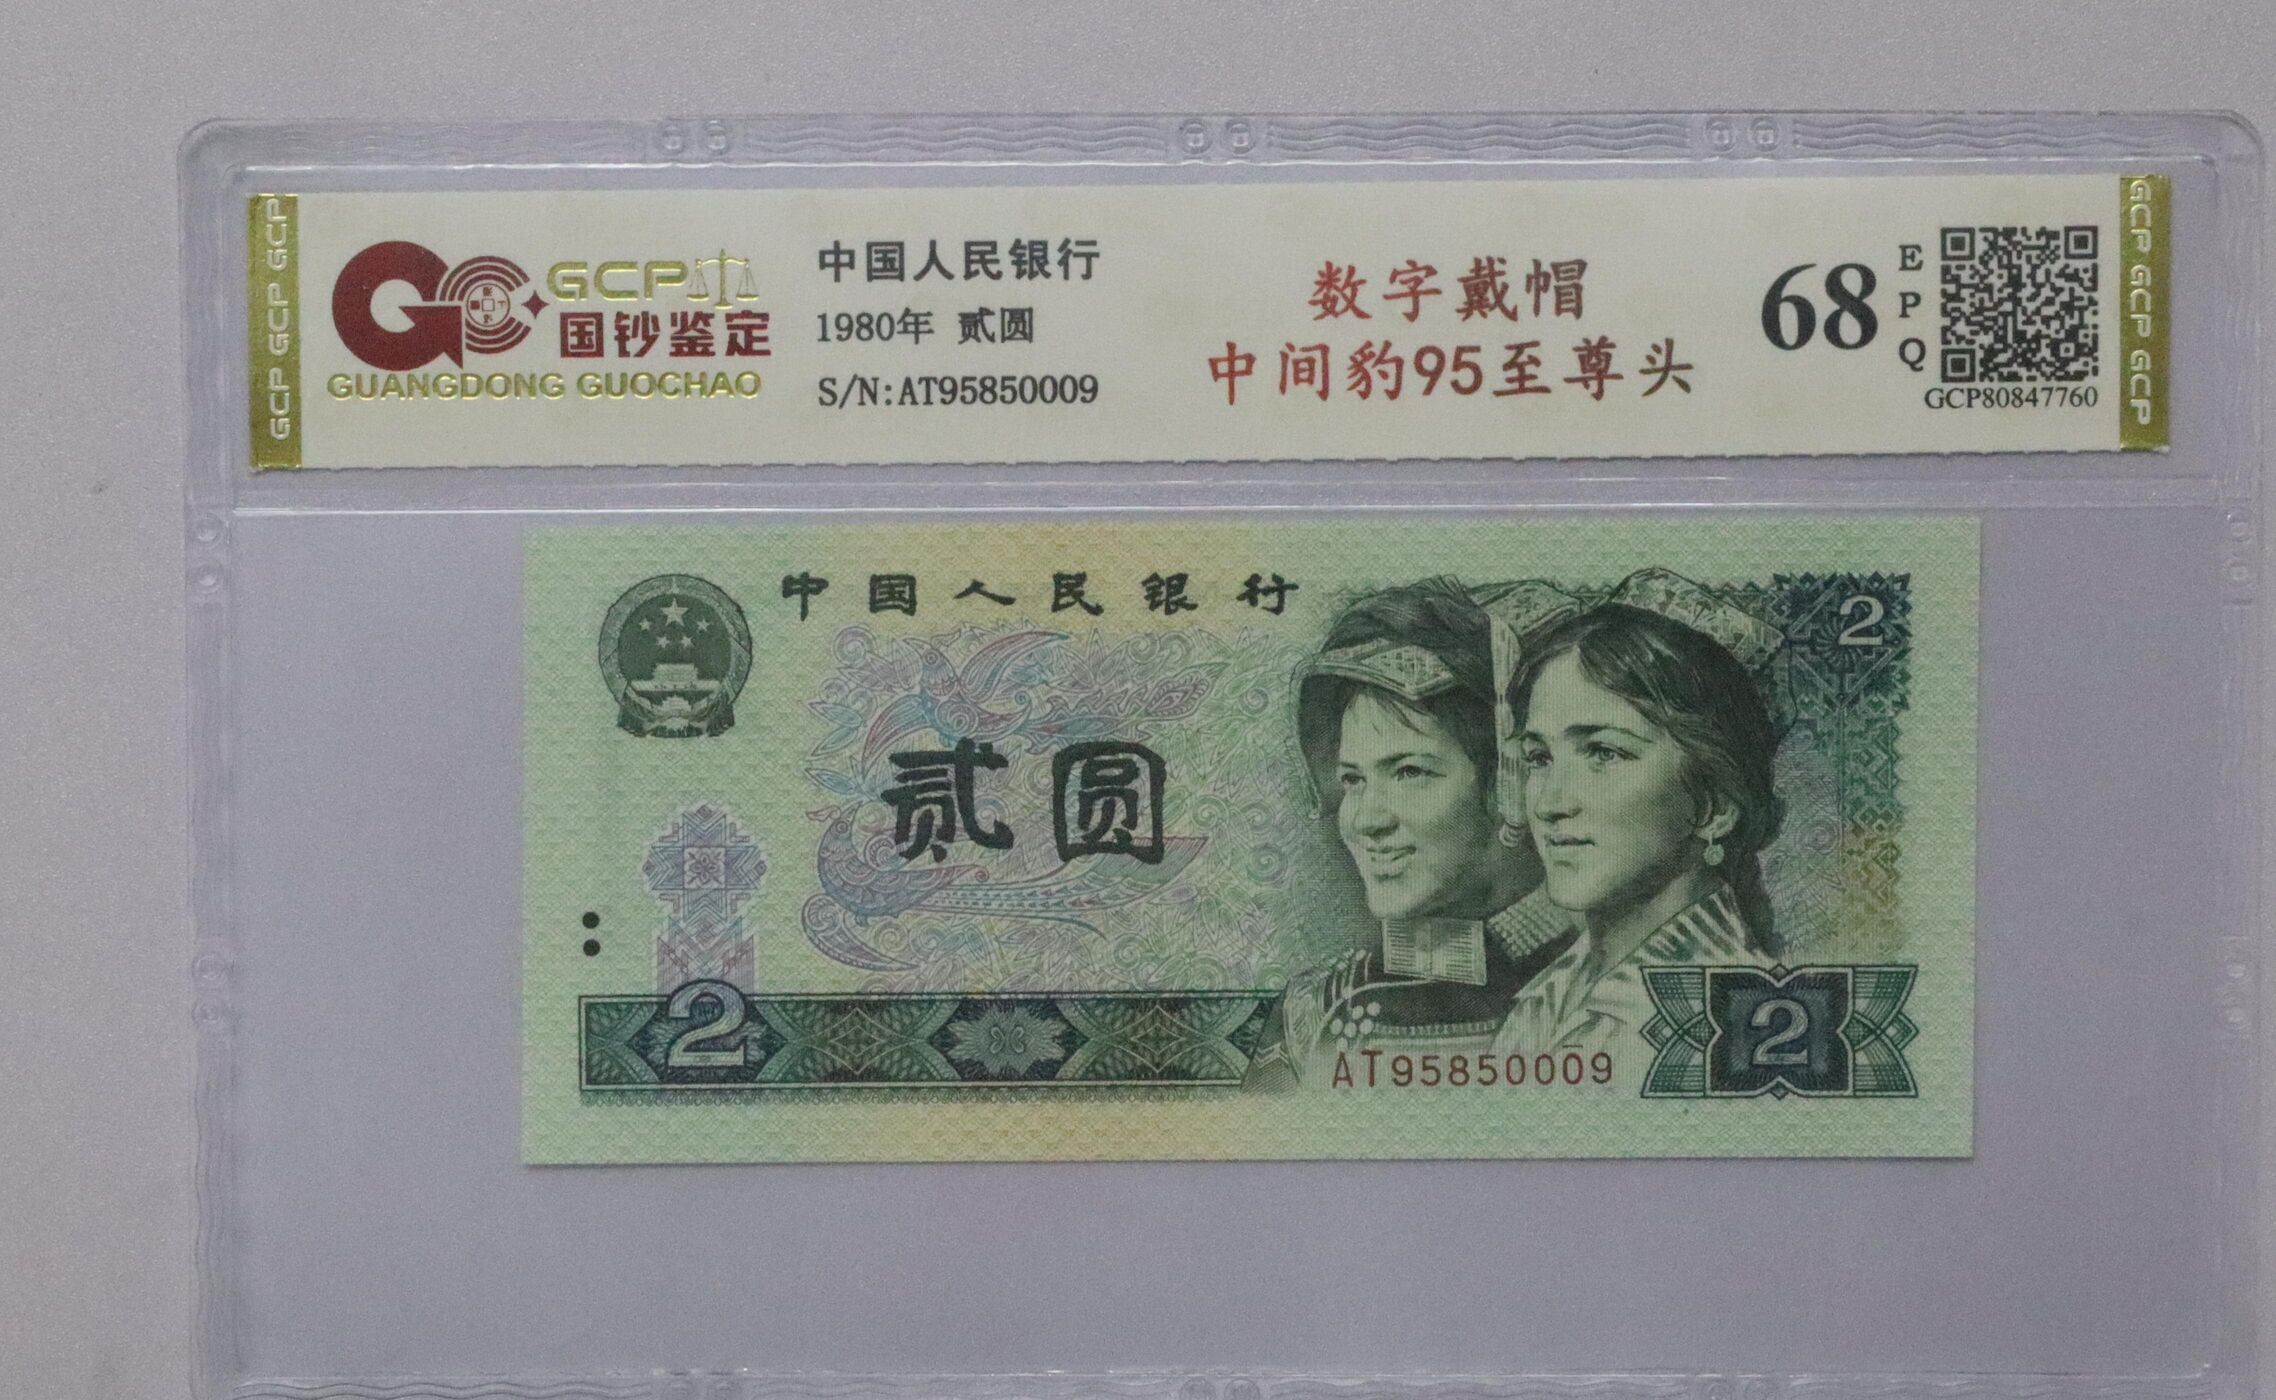 GCP GCP GCP
GCP
国钞鉴定
GUANGDONG GUOCHAO
中国人民银行
1980年 贰圆
S/N:AT95850009
数字戴帽
中间豹95至尊头
68
E
P
Q
GCP80847760
GCP GCP GCP
中国人民银行
2
贰圆
2
AT95850009
2